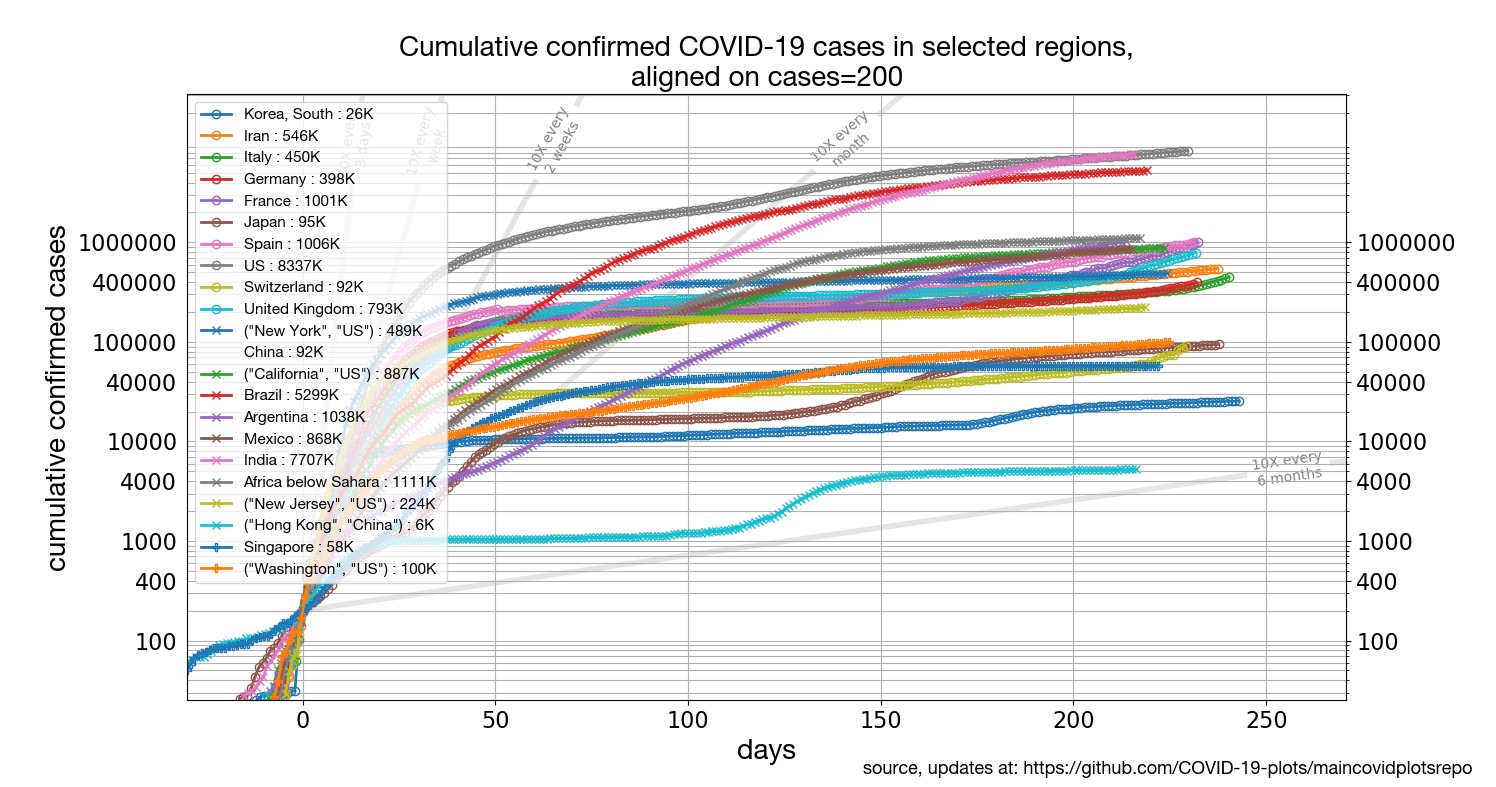 Cumulative confirmed COVID-19 cases in selected regions,
aligned on cases=200
cumulative confirmed cases
1000000
400000
100000
40000
10000
4000
1000
400
100
Korea, South : 26K
Iran : 546K
Italy : 450K
Germany : 398K
France : 1001K
Japan : 95K
Spain : 1006K
US : 8337K
Switzerland : 92K
United Kingdom : 793K
("New York", "US") : 489K
China : 92K
("California", "US") : 887K
Brazil : 5299K
Argentina : 1038K
Mexico : 868K
India : 7707K
Africa below Sahara : 1111K
("New Jersey", "US") : 224K
("Hong Kong", "China") : 6K
Singapore : 58K
("Washington", "US") : 100K
10X every
3 days
10X every
week
10X every
2 weeks
10X every
month
10X every
6 months
1000000
400000
100000
40000
10000
4000
1000
400
100
0
50
100
150
200
250
days
source, updates at: https://github.com/COVID-19-plots/maincovidplotsrepo